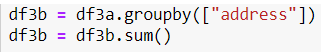 df3b = df3a.groupby(["address"])
df3b = df3b.sum()